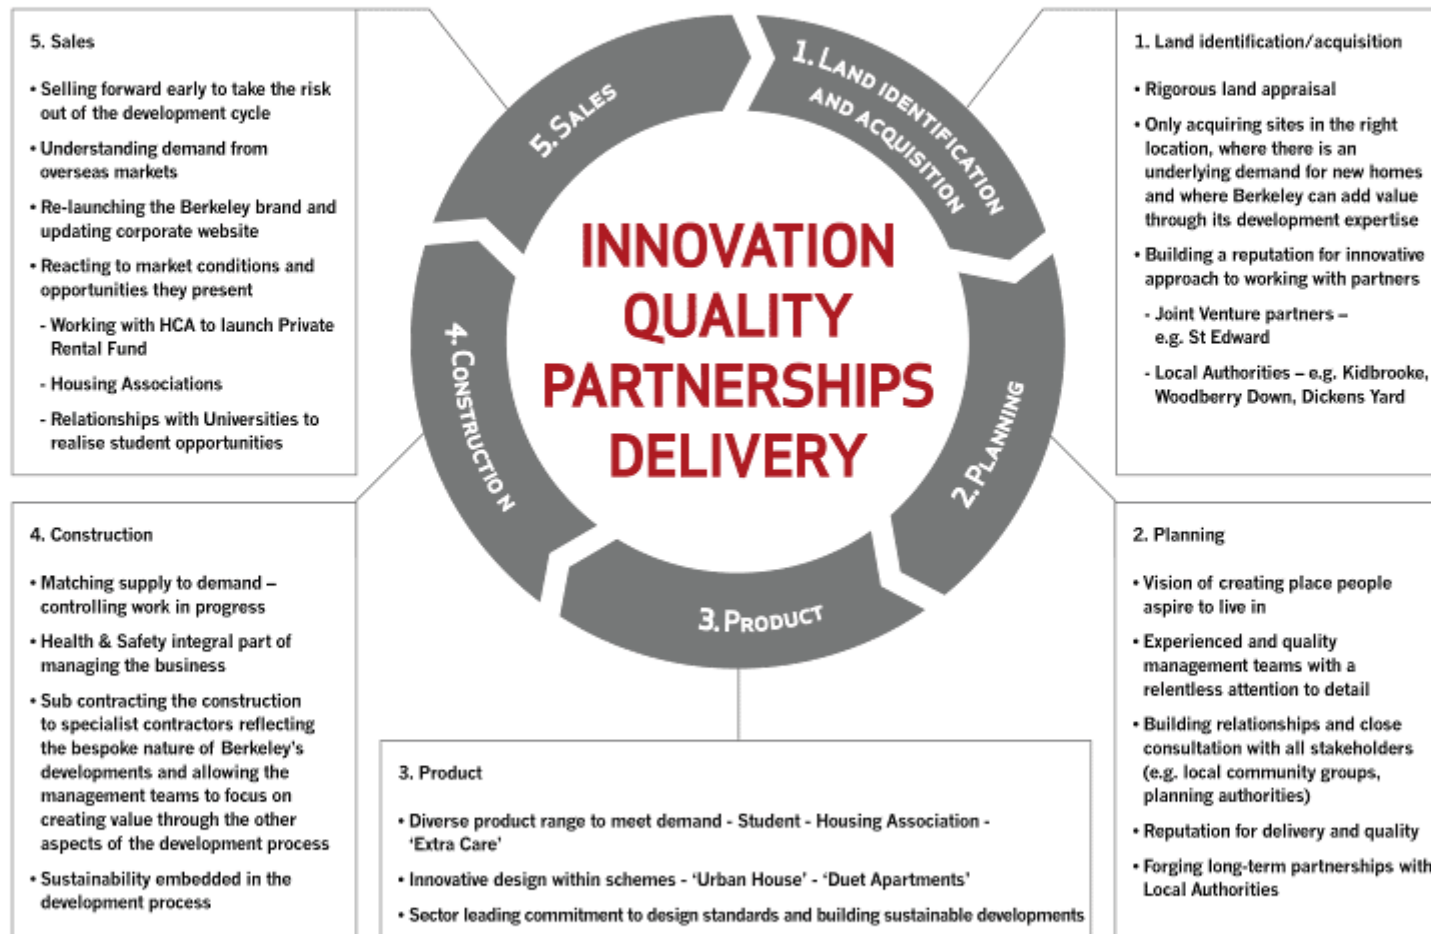 5. Sales
• Selling forward early to take the risk
out of the development cycle
• Understanding demand from
overseas markets
• Re-launching the Berkeley brand and
updating corporate website
• Reacting to market conditions and
opportunities they present
- Working with HCA to launch Private
Rental Fund
- Housing Associations
- Relationships with Universities to
realise student opportunities
1. LAND IDENTIFICATION
AND ACQUISITION
2. PLANNING
3. PRODUCT
4. CONSTRUCTION
5. SALES
INNOVATION
QUALITY
PARTNERSHIPS
DELIVERY
1. Land identification/acquisition
• Rigorous land appraisal
• Only acquiring sites in the right
location, where there is an
underlying demand for new homes
and where Berkeley can add value
through its development expertise
• Building a reputation for innovative
approach to working with partners
- Joint Venture partners –
e.g. St Edward
- Local Authorities – e.g. Kidbrooke,
Woodberry Down, Dickens Yard
4. Construction
• Matching supply to demand –
controlling work in progress
• Health & Safety integral part of
managing the business
• Sub contracting the construction
to specialist contractors reflecting
the bespoke nature of Berkeley's
developments and allowing the
management teams to focus on
creating value through the other
aspects of the development process
• Sustainability embedded in the
development process
3. Product
• Diverse product range to meet demand - Student - Housing Association -
'Extra Care'
• Innovative design within schemes - 'Urban House' - 'Duet Apartments'
• Sector leading commitment to design standards and building sustainable developments
2. Planning
• Vision of creating place people
aspire to live in
• Experienced and quality
management teams with a
relentless attention to detail
• Building relationships and close
consultation with all stakeholders
(e.g. local community groups,
planning authorities)
• Reputation for delivery and quality
• Forging long-term partnerships with
Local Authorities